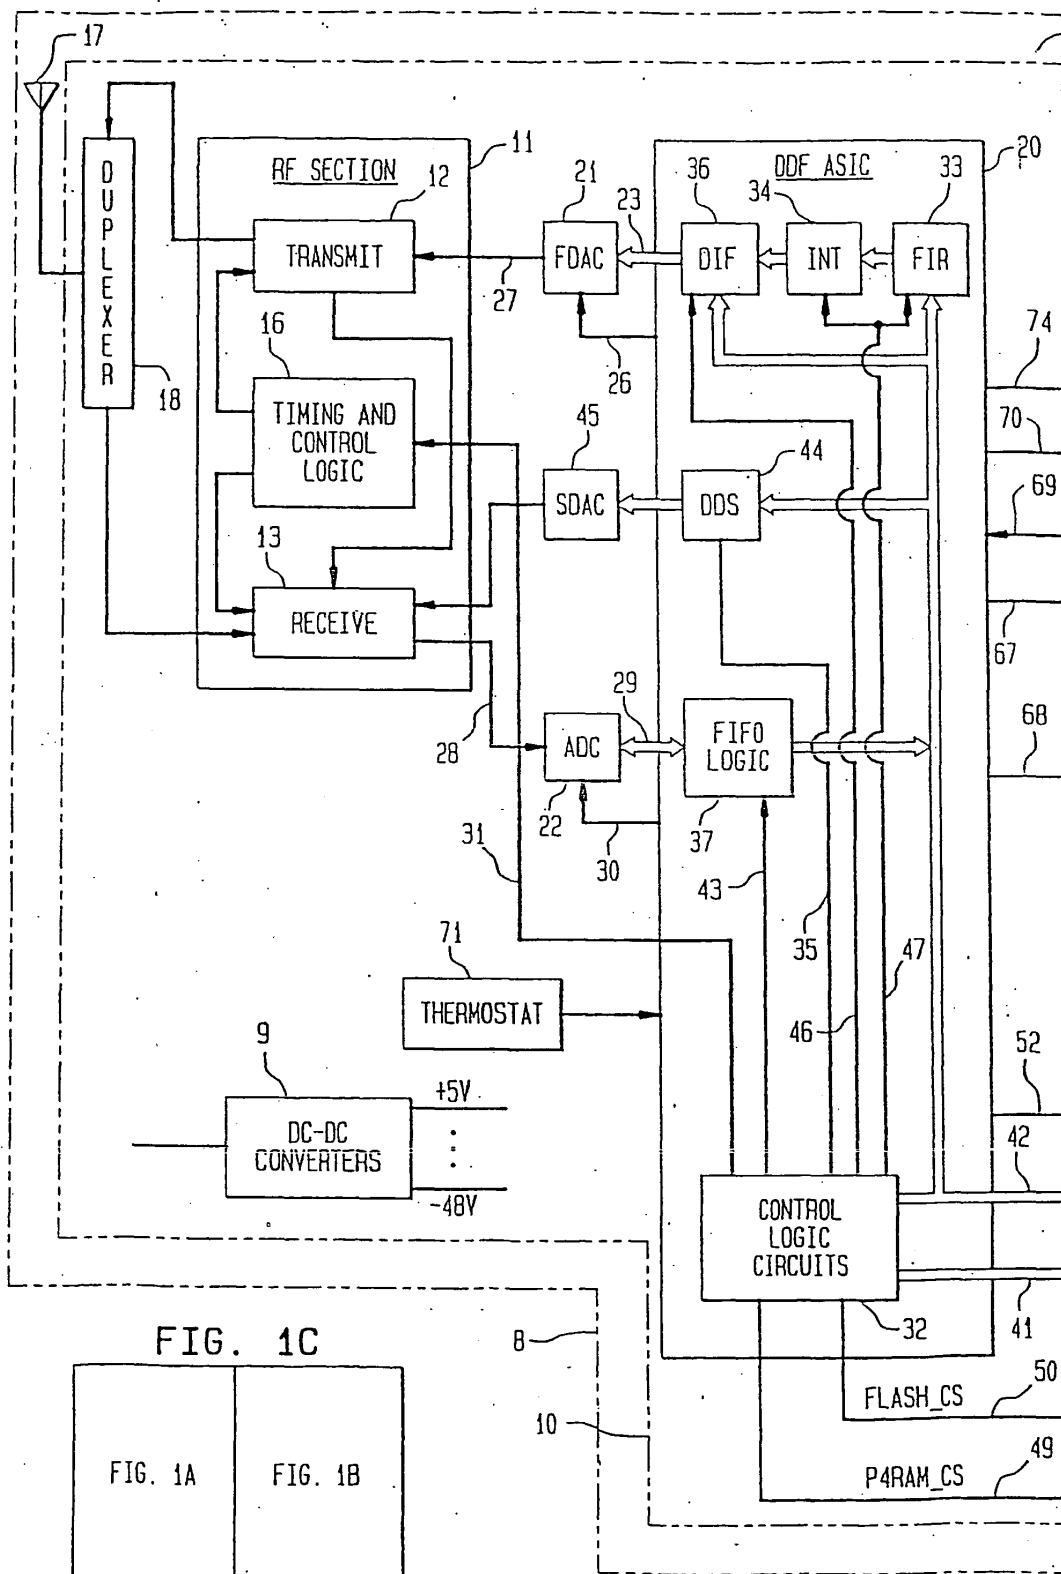 17
DUPLEXER
18
RF SECTION
11
12
TRANSMIT
16
TIMING AND
CONTROL
LOGIC
13
RECEIVE
21
FDAC
23
27
26
45
SDAC
28
ADC
22
29
30
31
DDF ASIC
20
36
DIF
34
INT
33
FIR
44
DDS
FIFO
LOGIC
37
43
35
46
47
74
70
69
67
68
71
THERMOSTAT
9
DC-DC
CONVERTERS
+5V
-48V
CONTROL
LOGIC
CIRCUITS
32
52
42
41
FLASH_CS
50
P4RAM_CS
49
8
10
FIG. 1C
FIG. 1A
FIG. 1B